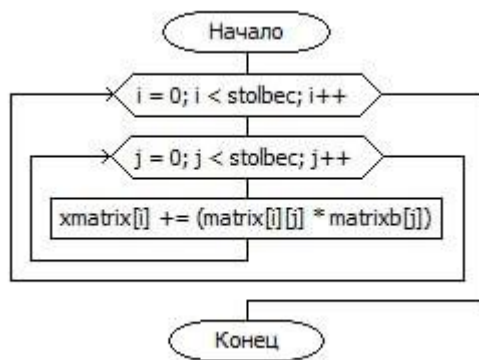 Начало
i = 0; i < stolbec; i++
j = 0; j < stolbec; j++
xmatrix[i] += (matrix[i][j] * matrixb[j])
Конец